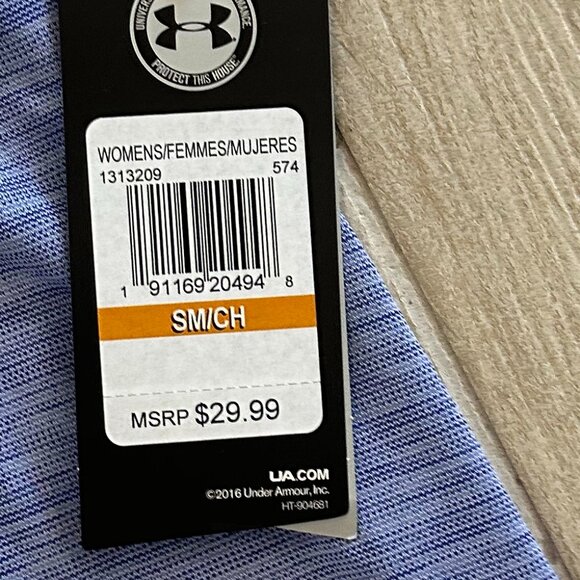 PROTECT THIS HOUSE
WOMENS/FEMMES/MUJERES
1313209 574
1 91169 20494 8
SM/CH
MSRP $29.99
UA.COM
©2016 Under Armour, Inc.
HT-904681